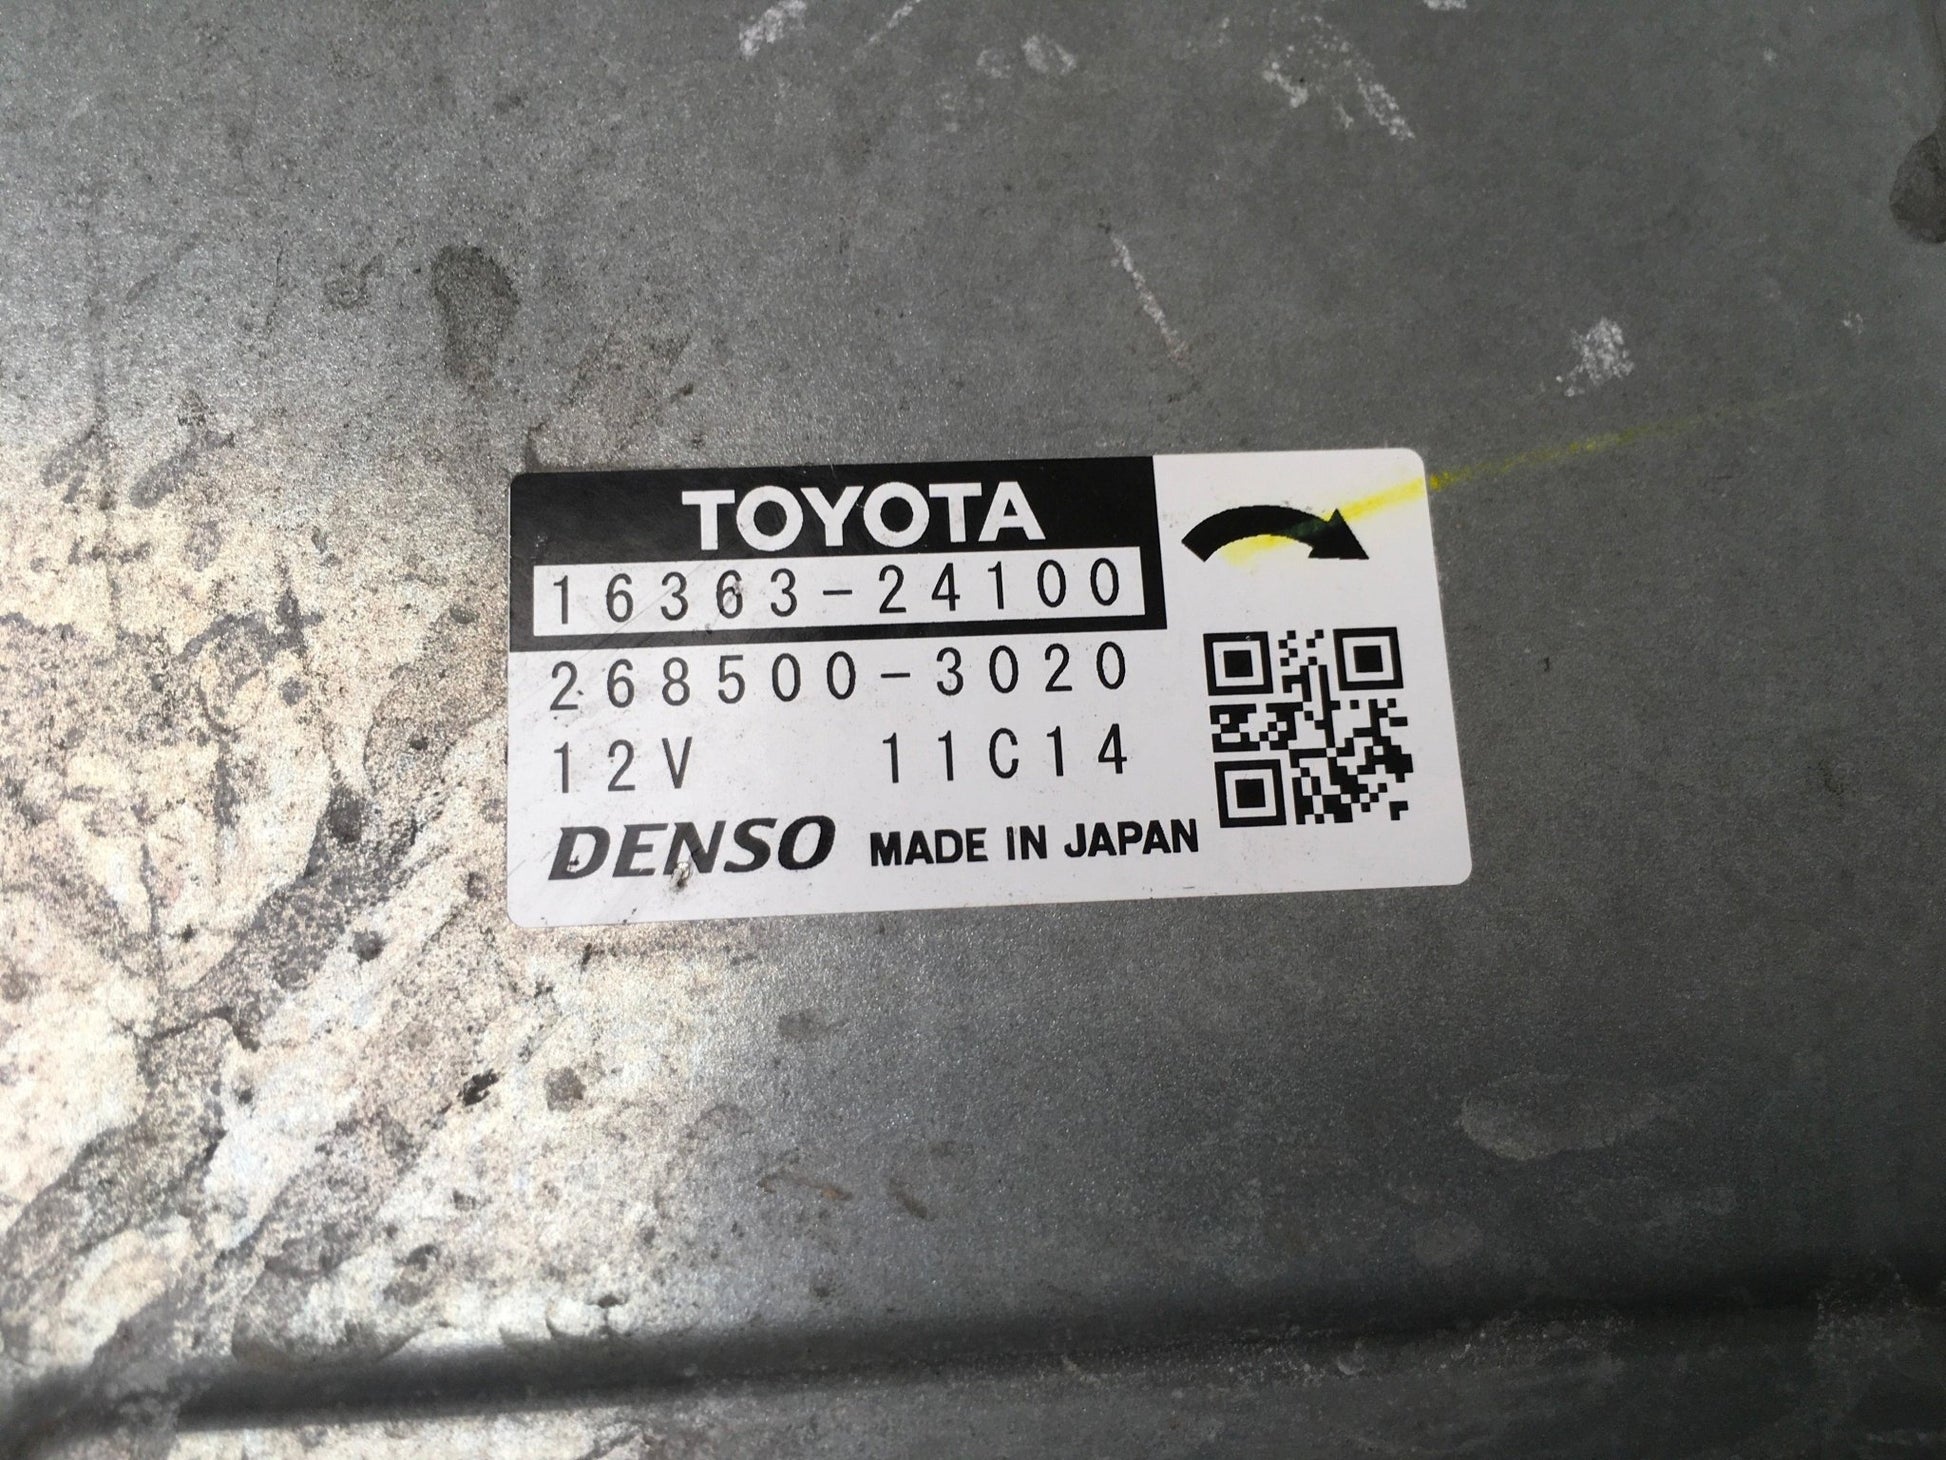 TOYOTA
16363-24100
268500-3020
12V 11C14
DENSO MADE IN JAPAN